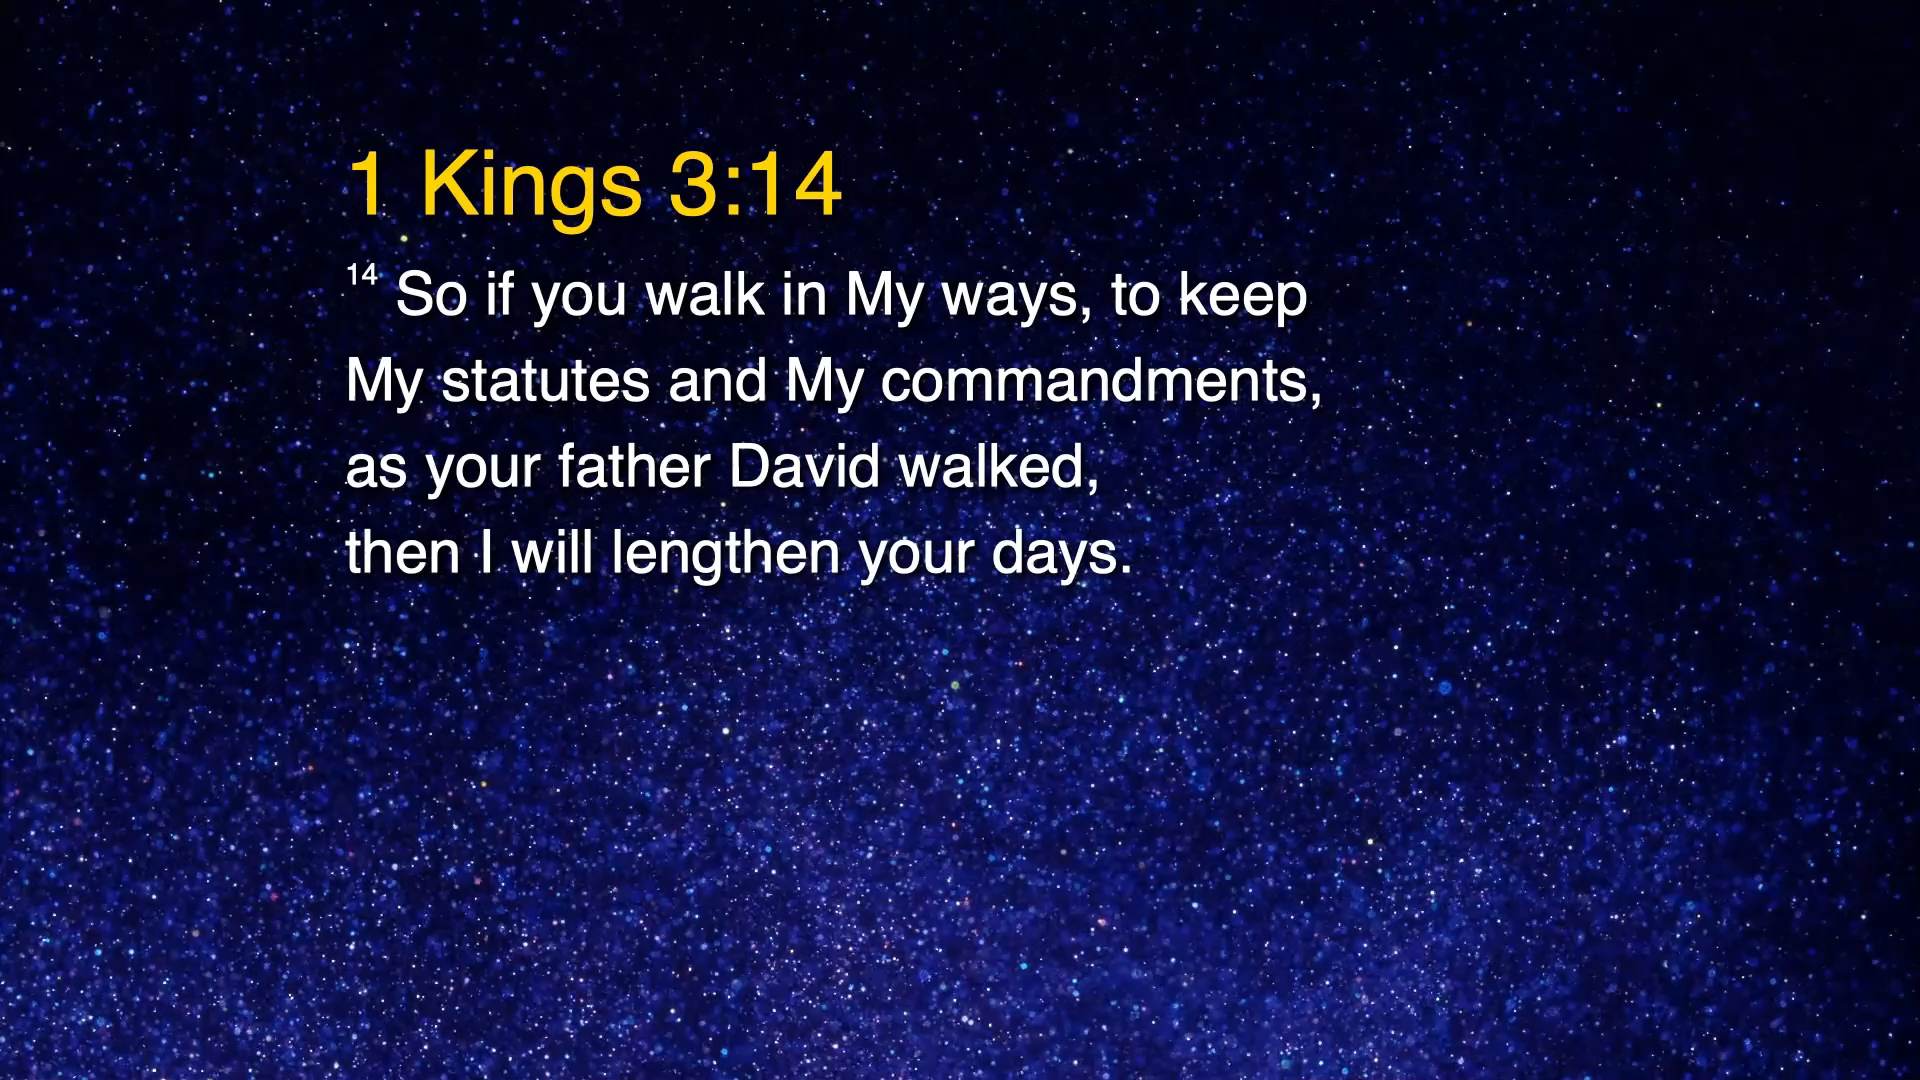 1 Kings 3:14
14 So if you walk in My ways, to keep
My statutes and My commandments,
as your father David walked,
then I will lengthen your days.